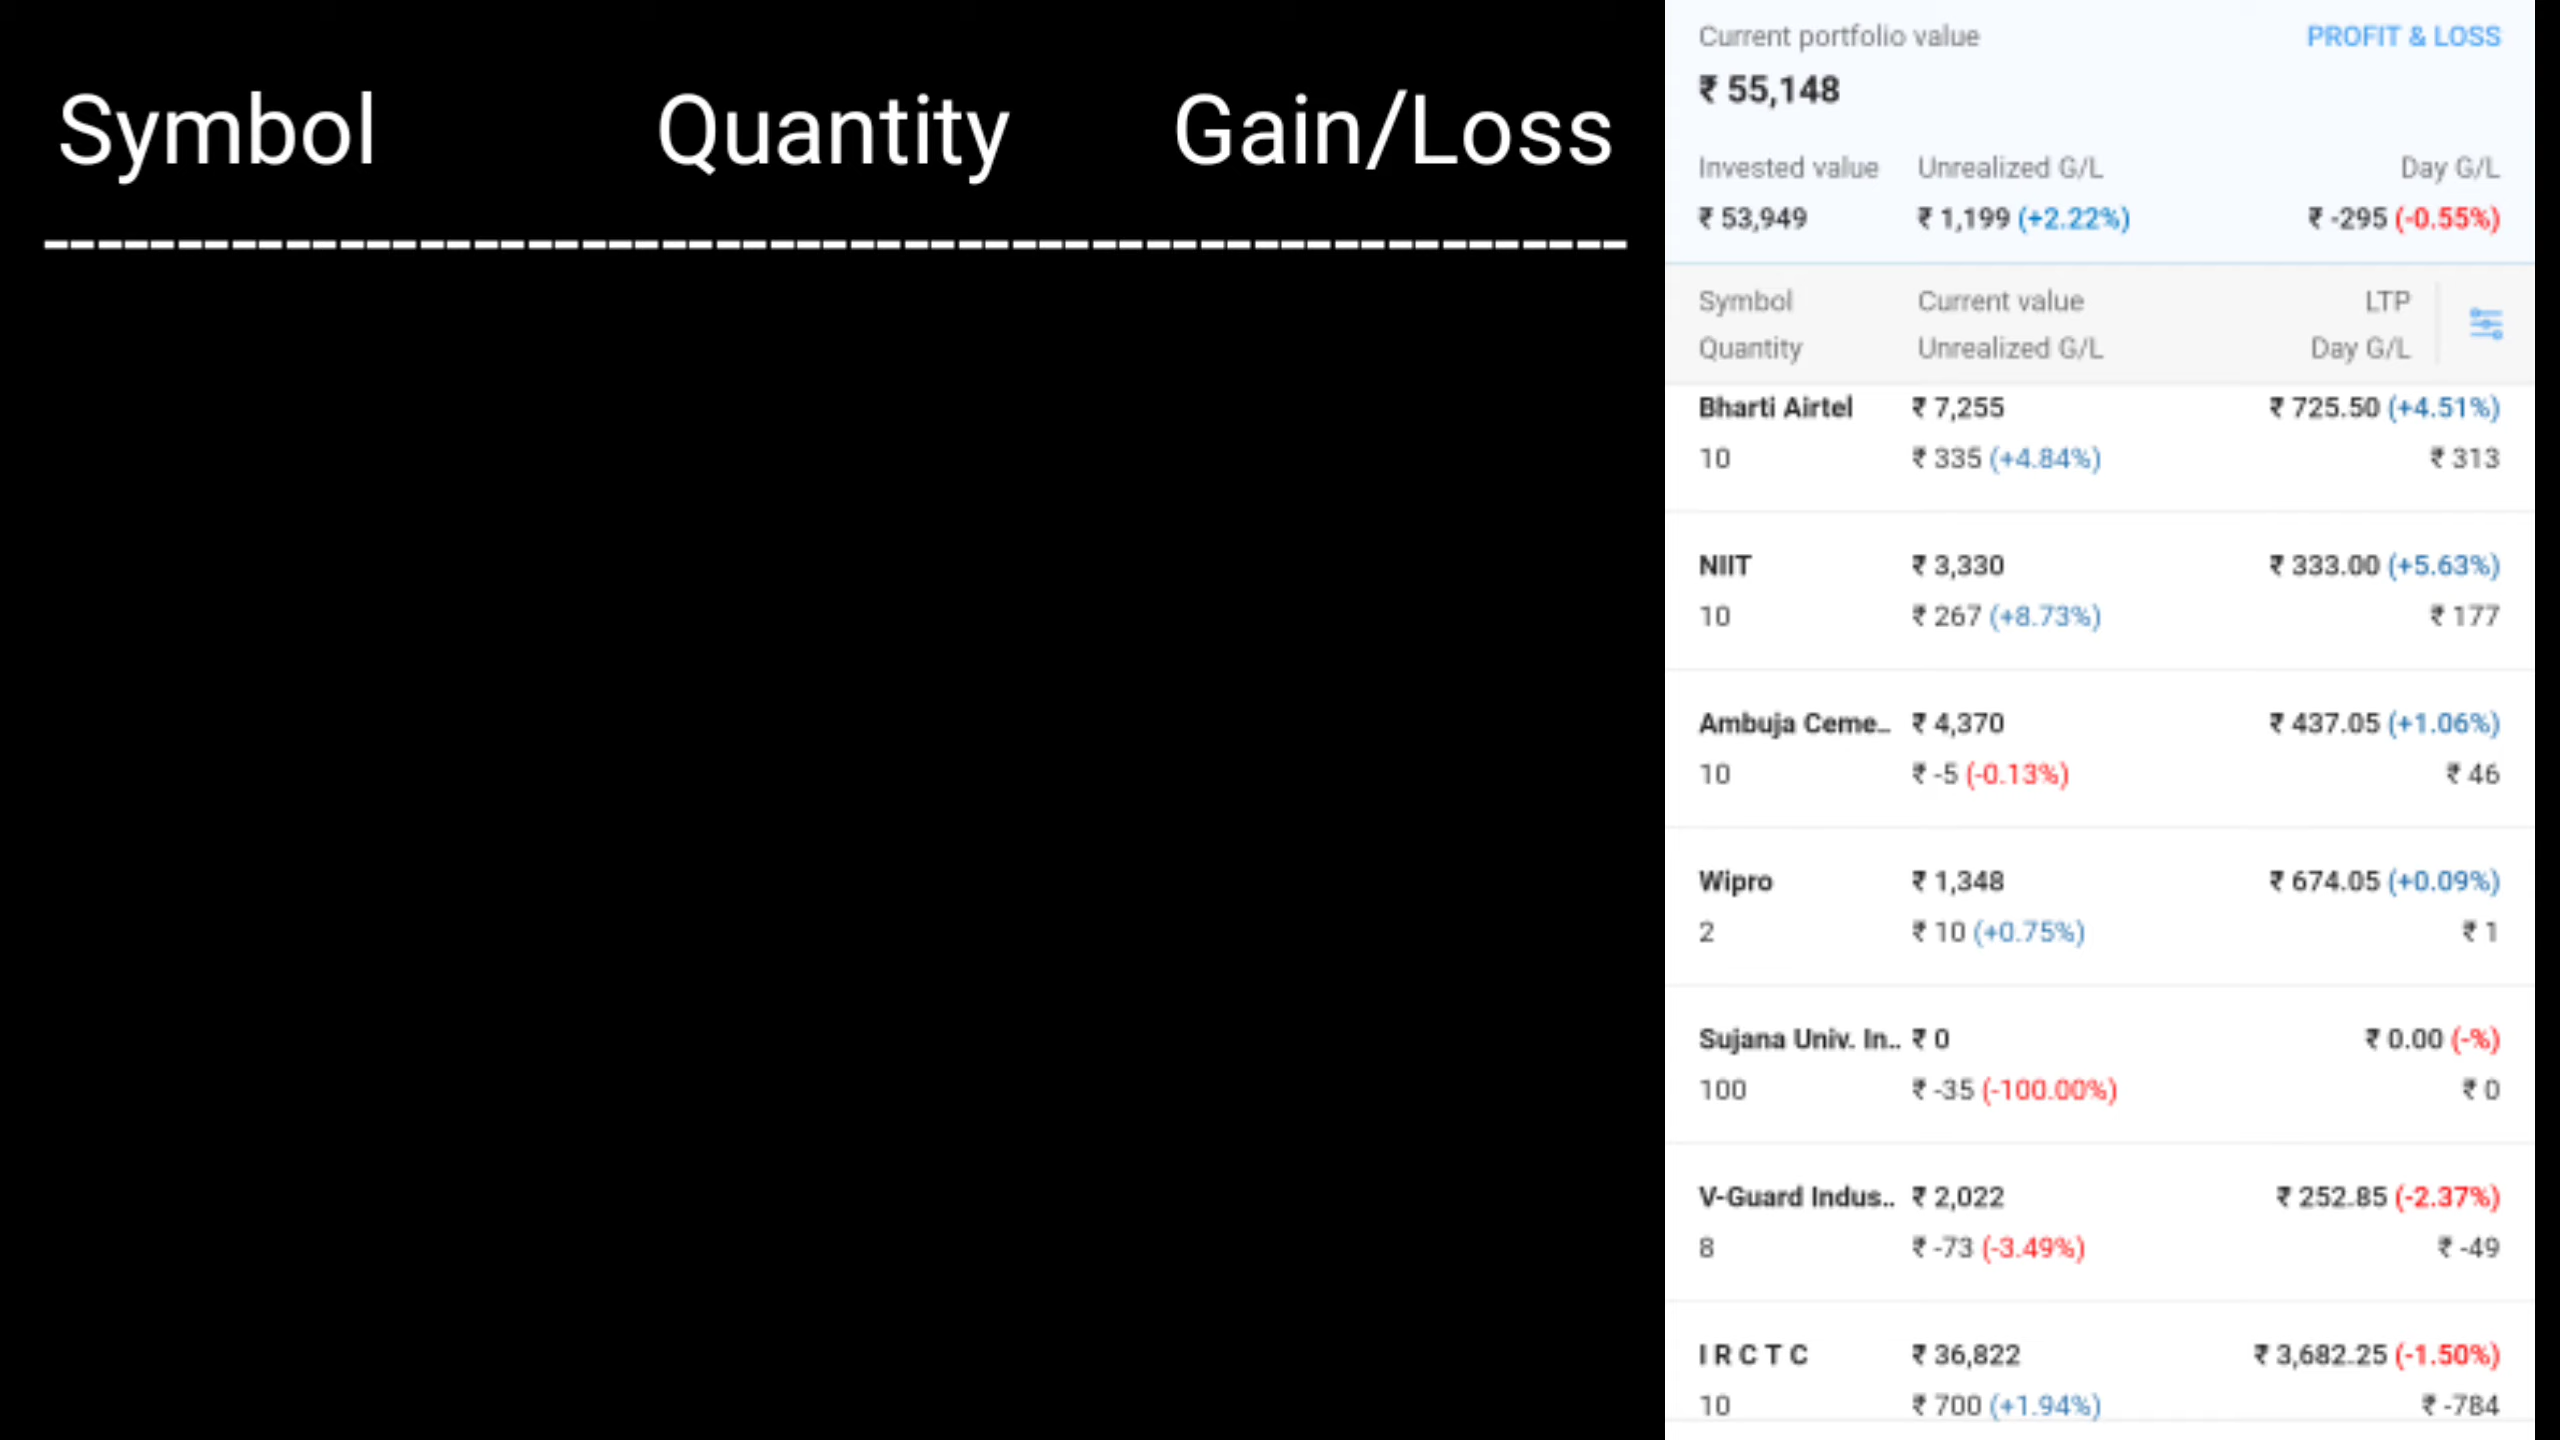 Symbol Quantity Gain/Loss
--------------------------------------------------
Current portfolio value PROFIT & LOSS
₹ 55,148
Invested value Unrealized G/L Day G/L
₹ 53,949 ₹ 1,199 (+2.22%) ₹ -295 (-0.55%)
Symbol Current value LTP
Quantity Unrealized G/L Day G/L
Bharti Airtel ₹ 7,255 ₹ 725.50 (+4.51%)
10 ₹ 335 (+4.84%) ₹ 313
NIIT ₹ 3,330 ₹ 333.00 (+5.63%)
10 ₹ 267 (+8.73%) ₹ 177
Ambuja Ceme.. ₹ 4,370 ₹ 437.05 (+1.06%)
10 ₹ -5 (-0.13%) ₹ 46
Wipro ₹ 1,348 ₹ 674.05 (+0.09%)
2 ₹ 10 (+0.75%) ₹ 1
Sujana Univ. In.. ₹ 0 ₹ 0.00 (-%)
100 ₹ -35 (-100.00%) ₹ 0
V-Guard Indus.. ₹ 2,022 ₹ 252.85 (-2.37%)
8 ₹ -73 (-3.49%) ₹ -49
I R C T C ₹ 36,822 ₹ 3,682.25 (-1.50%)
10 ₹ 700 (+1.94%) ₹ -784